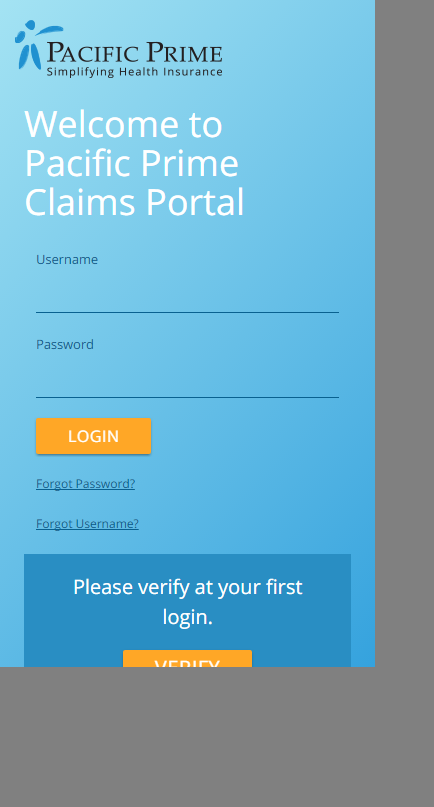 PACIFIC PRIME
Simplifying Health Insurance
Welcome to
Pacific Prime
Claims Portal
Username
Password
LOGIN
Forgot Password?
Forgot Username?
Please verify at your first
login.
VERIFY